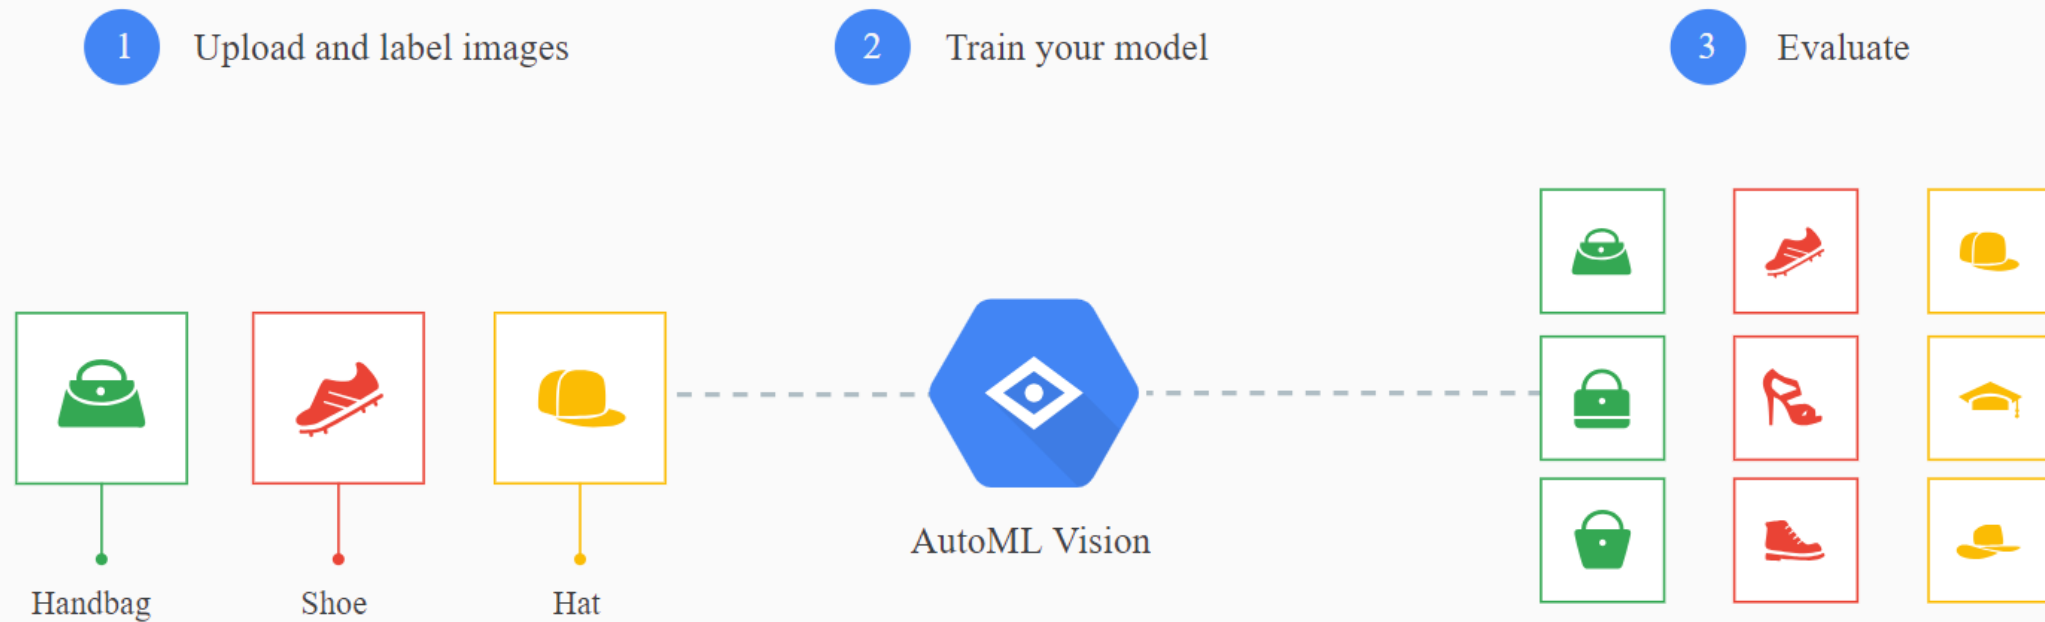 1 Upload and label images
2 Train your model
3 Evaluate
AutoML Vision
Handbag
Shoe
Hat